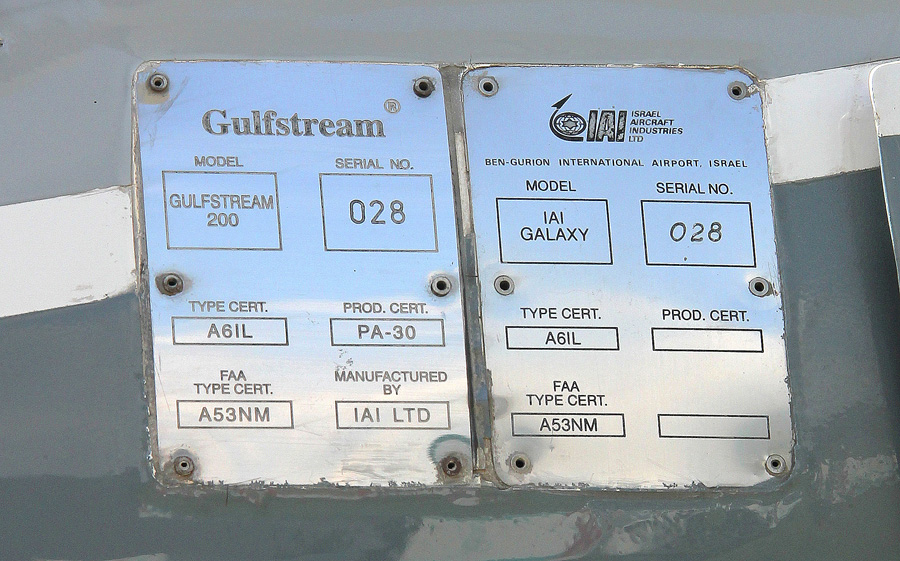 Gulfstream®
MODEL
SERIAL NO.
GULFSTREAM
200
028
TYPE CERT.
PROD. CERT.
A6IL
PA-30
FAA
TYPE CERT.
MANUFACTURED
BY
A53NM
IAI LTD
IAI
ISRAEL
AIRCRAFT
INDUSTRIES
LTD
BEN-GURION INTERNATIONAL AIRPORT, ISRAEL
MODEL
SERIAL NO.
IAI
GALAXY
028
TYPE CERT.
PROD. CERT.
A6IL
FAA
TYPE CERT.
A53NM